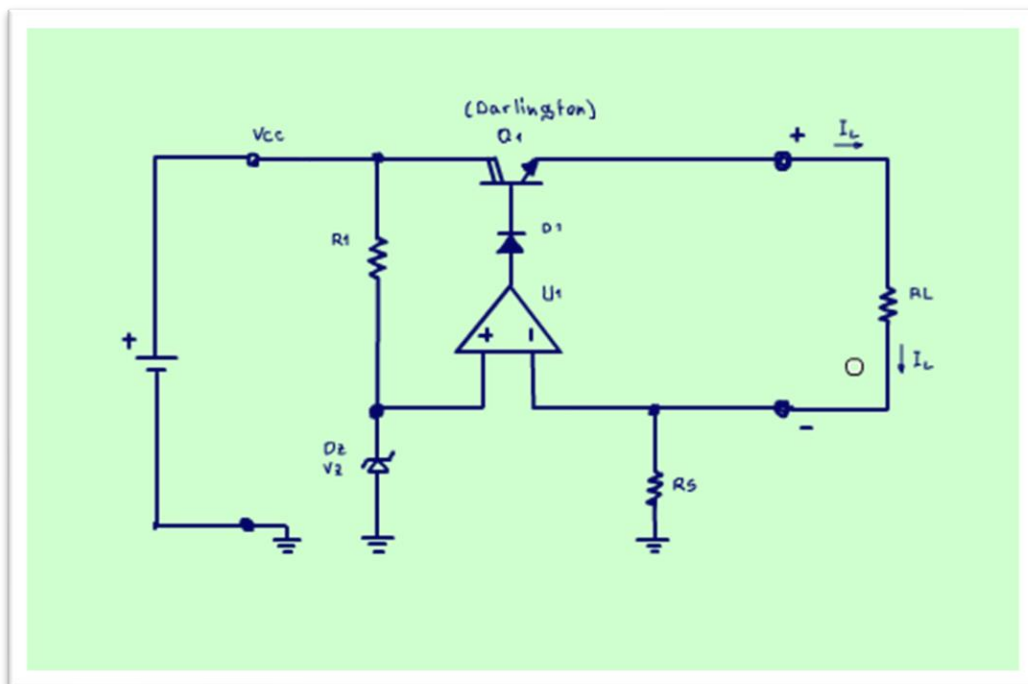 (Darlington)
Q1
Vcc
+
IL
R1
D1
U1
+
-
RL
+
IL
-
Dz
Vz
Rs